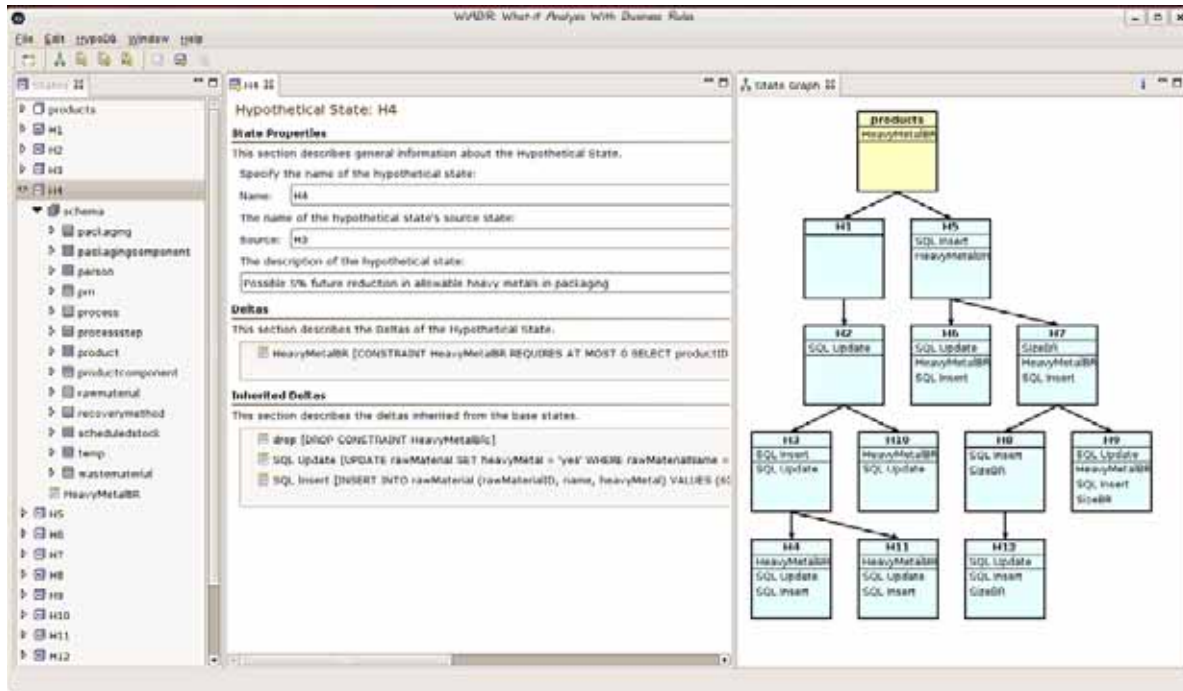 WIABR: What-if Analysis With Business Rules
File Edit HypoDB Window Help
States
products
H1
H2
H3
H4
schema
packaging
packagingcomponent
person
prn
process
processstep
product
productcomponent
rawmaterial
recoverymethod
scheduledstock
temp
wastematerial
HeavyMetalBR
H5
H6
H7
H8
H9
H10
H11
H12
H4
Hypothetical State: H4
State Properties
This section describes general information about the Hypothetical State.
Specify the name of the hypothetical state:
Name: H4
The name of the hypothetical state's source state:
Source: H3
The description of the hypothetical state:
Possible 5% future reduction in allowable heavy metals in packaging
Deltas
This section describes the Deltas of the Hypothetical State.
HeavyMetalBR [CONSTRAINT HeavyMetalBR REQUIRES AT MOST 0 SELECT productID
Inherited Deltas
This section describes the deltas inherited from the base states.
drop [DROP CONSTRAINT
SQL Update [UPDATE rawMaterial SET heavyMetal = 'yes' WHERE rawMaterialName =
SQL Insert [INSERT INTO rawMaterial (rawMaterialID, name, heavyMetal) VALUES
State Graph
products
HeavyMetalBR
H1
H5
SQL Insert
HeavyMetalBR
H2
SQL Update
H6
SQL Update
HeavyMetalBR
SQL Insert
H7
SizeBR
HeavyMetalBR
SQL Insert
H3
SQL Insert
SQL Update
H10
HeavyMetalBR
SQL Update
H8
SQL Insert
SizeBR
H9
SQL Update
HeavyMetalBR
SQL Insert
SizeBR
H4
HeavyMetalBR
SQL Update
SQL Insert
H11
HeavyMetalBR
SQL Update
SQL Insert
H12
SQL Update
SQL Insert
SizeBR